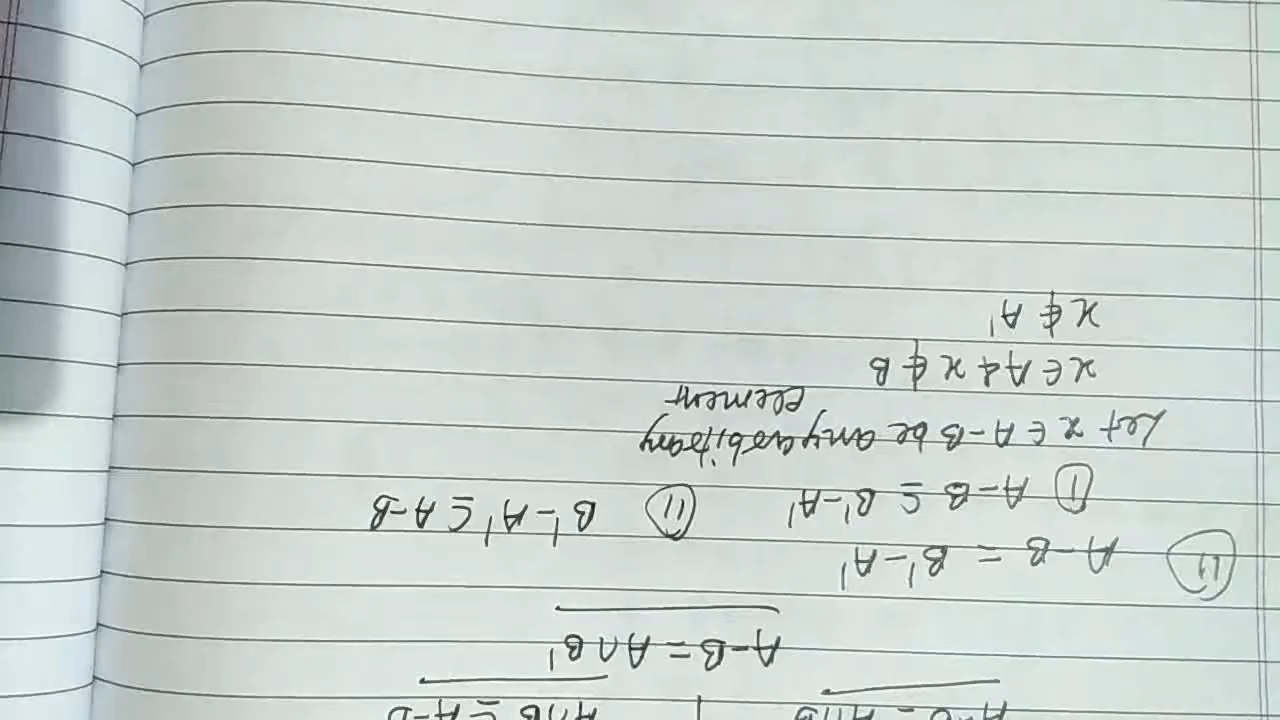 A-B = A∩B'
(ii) A-B = B'-A'
(i) A-B ⊆ B'-A' (ii) B'-A' ⊆ A-B
Let x ∈ A-B be any arbitrary
element
x ∈ A & x ∉ B
x ∉ A'